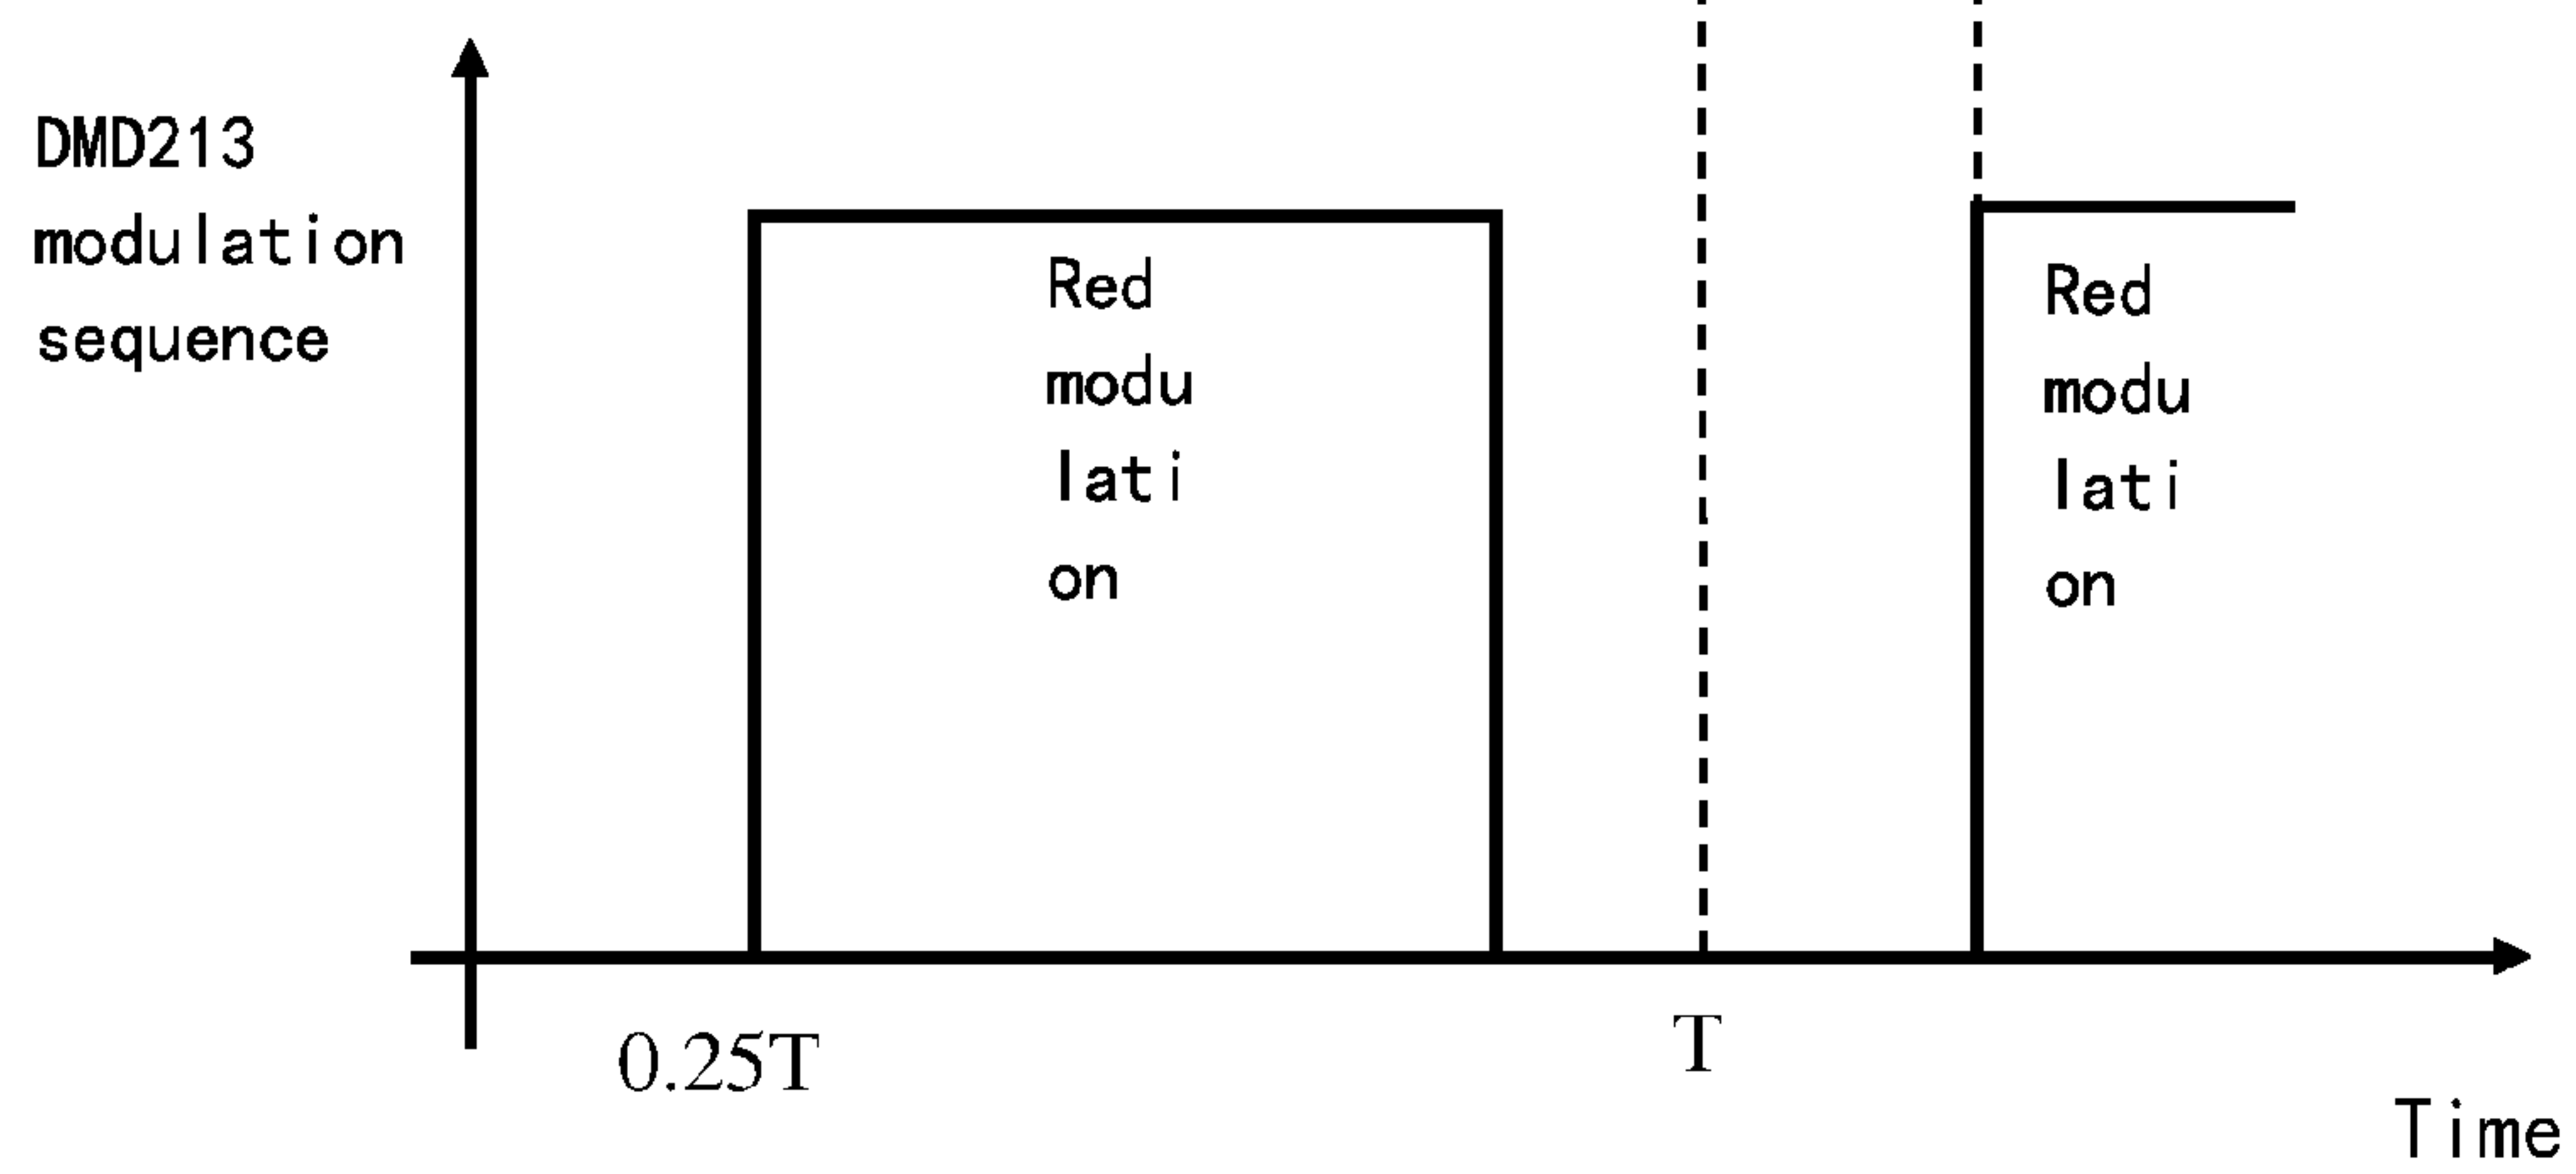 DMD213
modulation
sequence
Red
modu
lati
on
Red
modu
lati
on
0.25T
T
Time